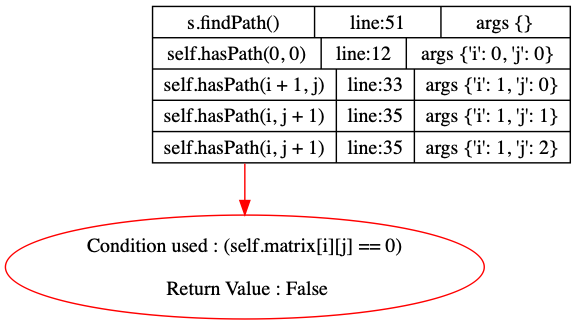 s.findPath() line:51 args {}
self.hasPath(0, 0) line:12 args {'i': 0, 'j': 0}
self.hasPath(i + 1, j) line:33 args {'i': 1, 'j': 0}
self.hasPath(i, j + 1) line:35 args {'i': 1, 'j': 1}
self.hasPath(i, j + 1) line:35 args {'i': 1, 'j': 2}
Condition used : (self.matrix[i][j] == 0)
Return Value : False